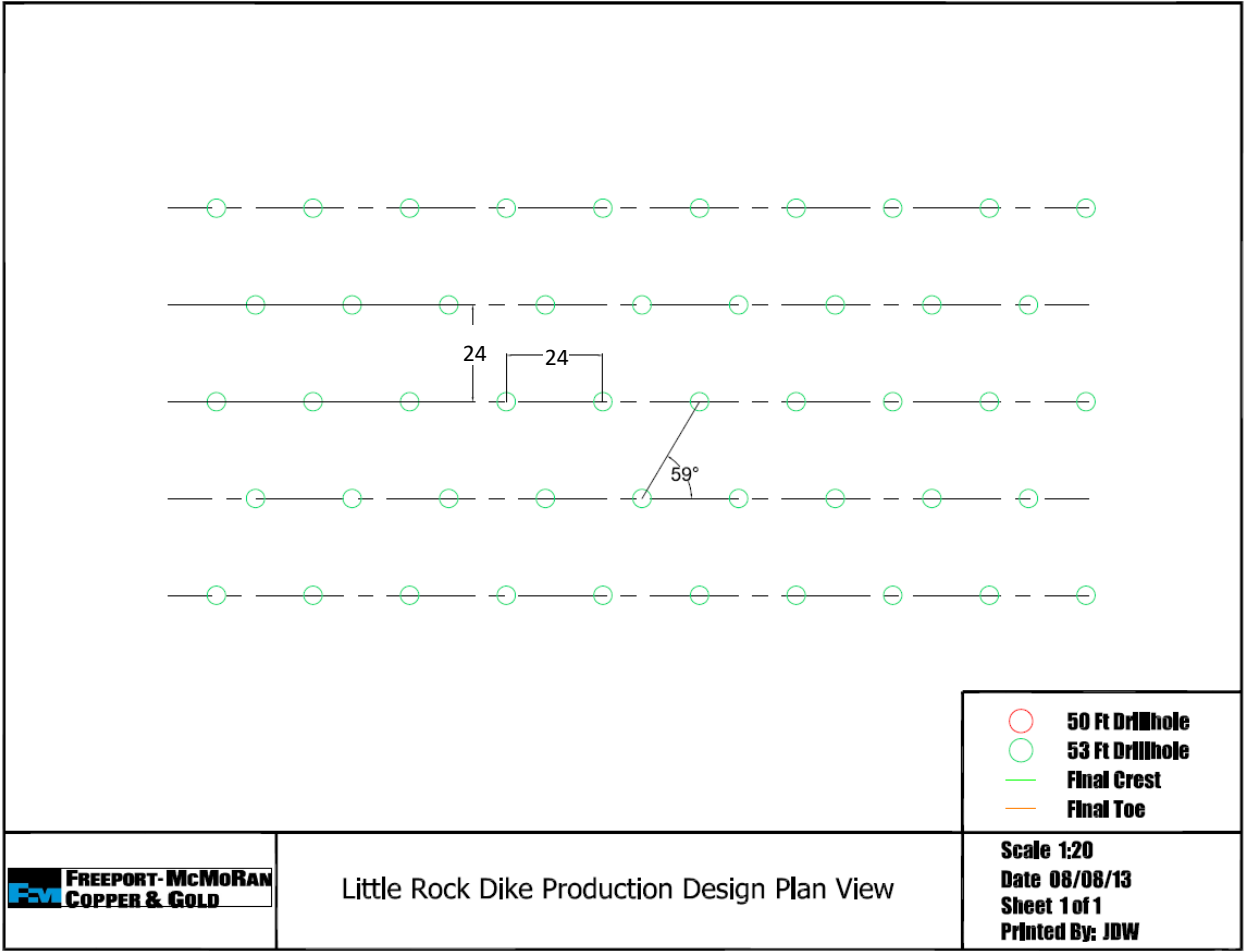 24
24
59°
50 Ft Drillhole
53 Ft Drillhole
Final Crest
Final Toe
FMI FREEPORT-MCMORAN
COPPER & GOLD
Little Rock Dike Production Design Plan View
Scale 1:20
Date 08/08/13
Sheet 1 of 1
Printed By: JDW